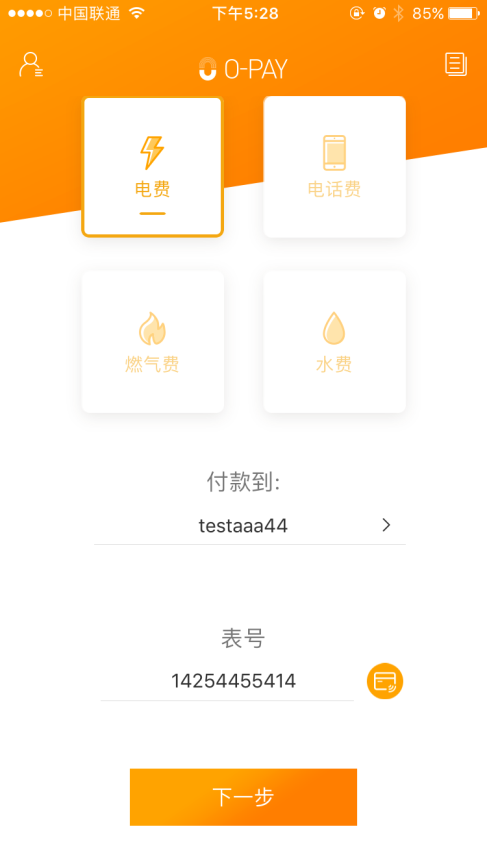 中国联通 下午5:28 85%
O-PAY
电费 电话费
燃气费 水费
付款到:
testaaa44
表号
14254455414
下一步